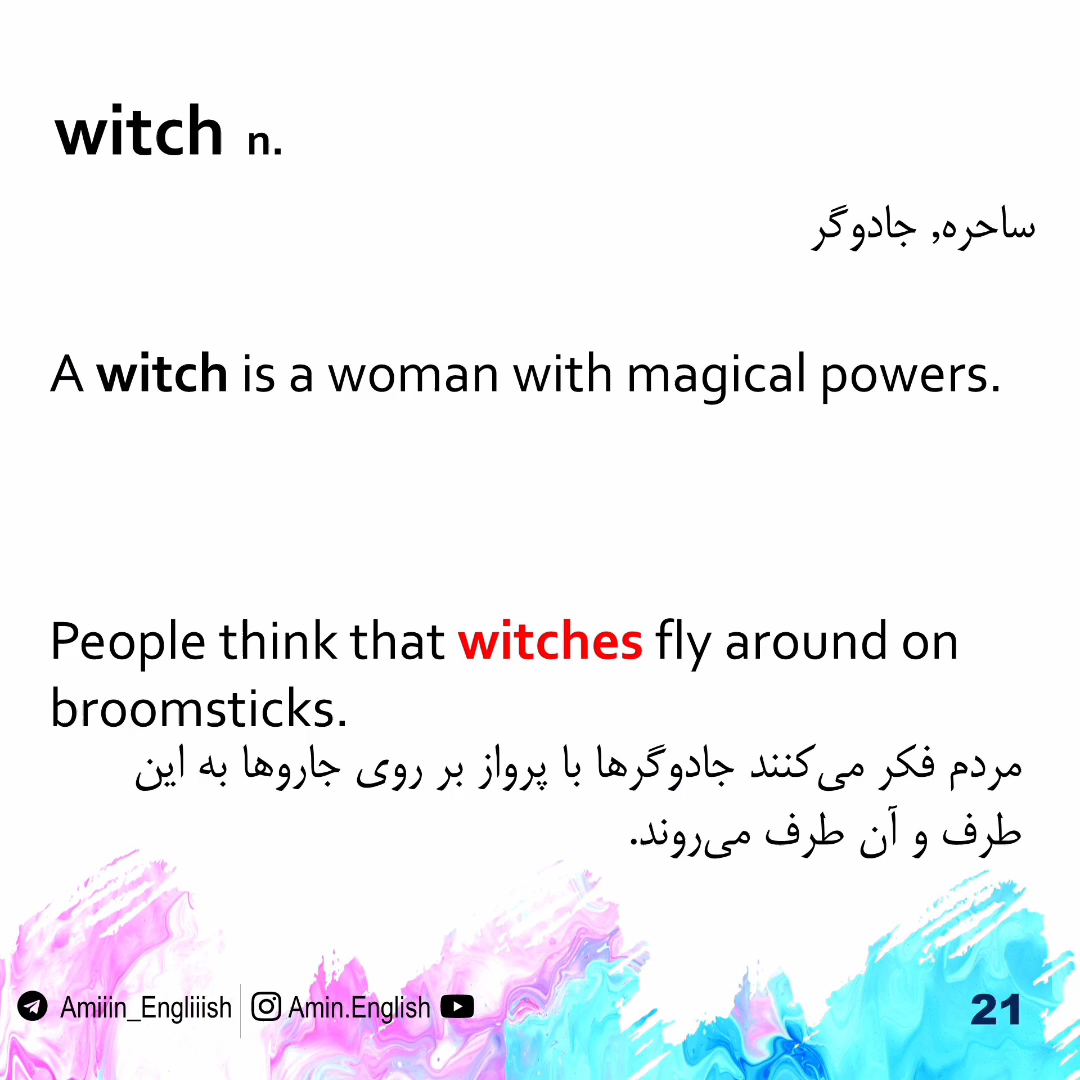 witch n.
ساحره, جادوگر
A witch is a woman with magical powers.
People think that witches fly around on
broomsticks.
مردم فکر می‌کنند جادوگرها با پرواز بر روی جاروها به این
طرف و آن طرف می‌روند.
Amiiin_Engliiish Amin.English 21